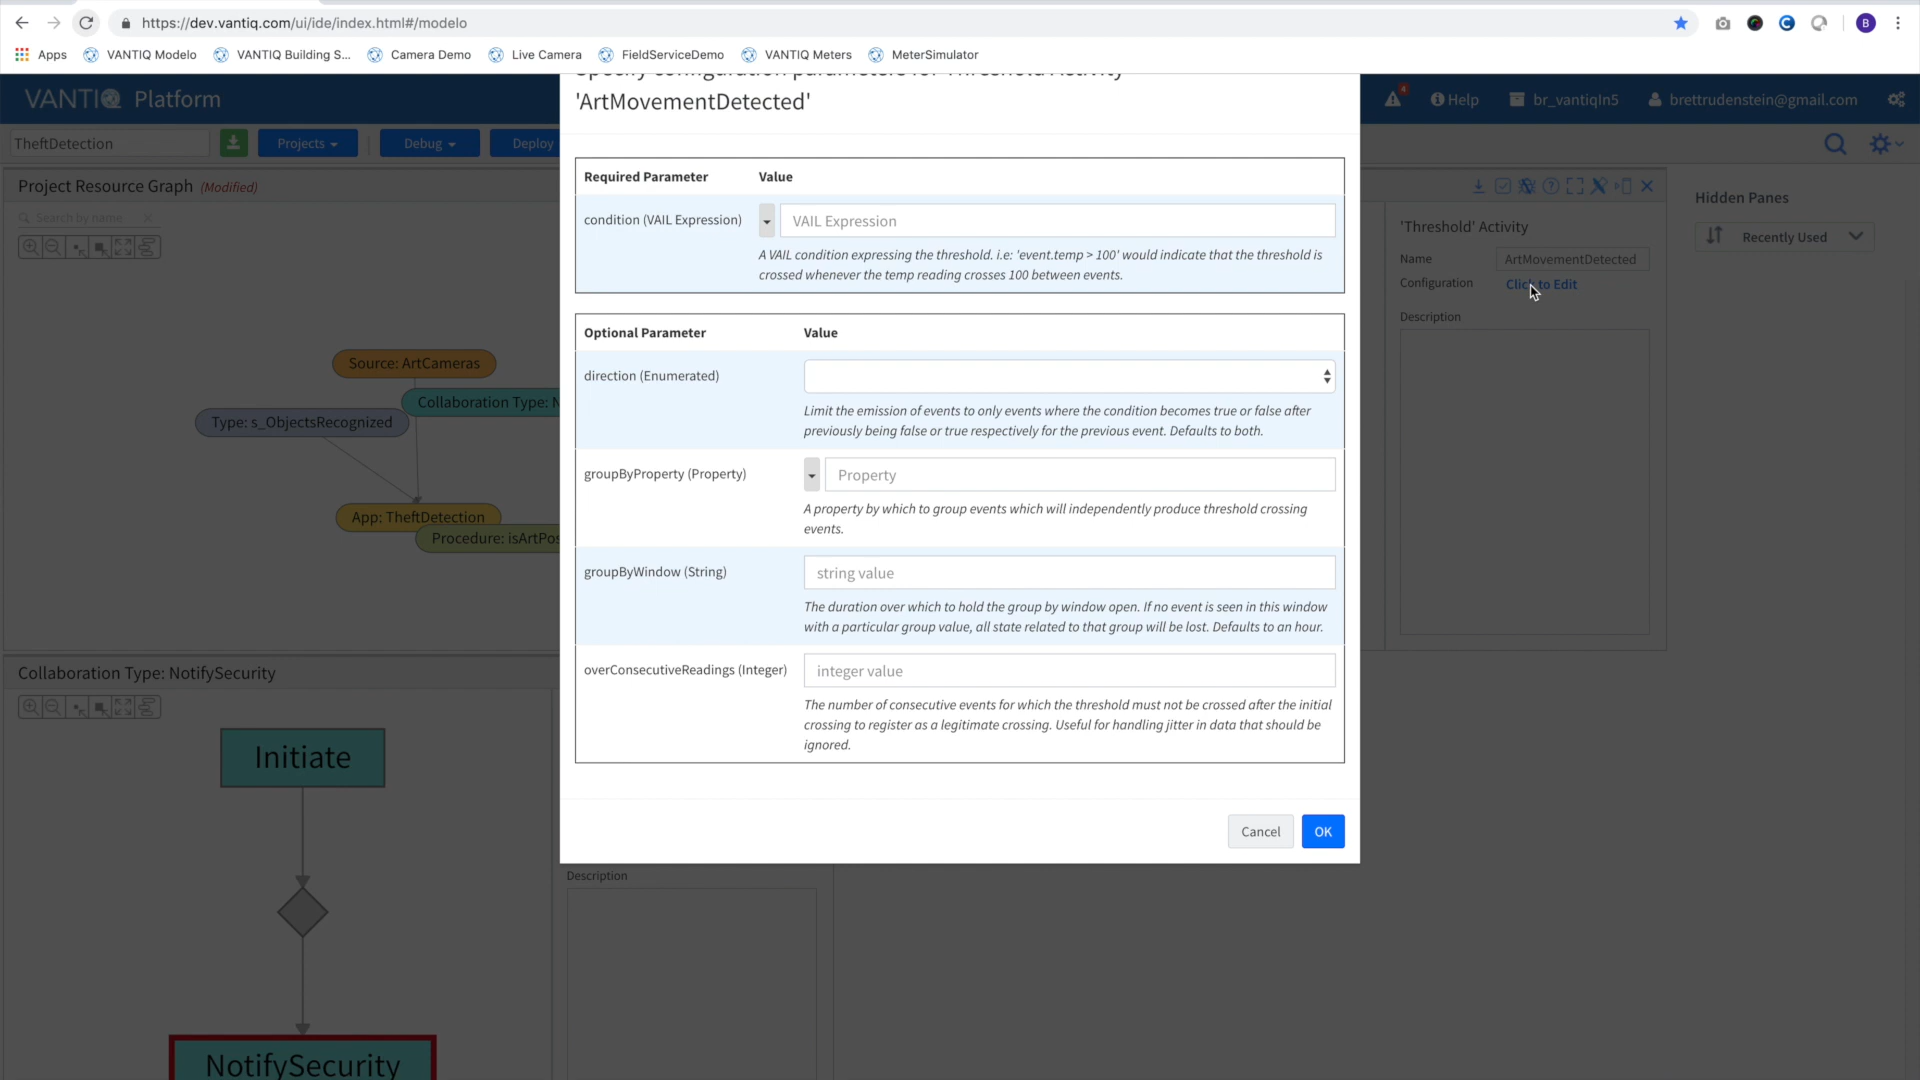 https://dev.vantiq.com/ui/ide/index.html#/modelo
B
Apps
VANTIQ Modelo
VANTIQ Building S...
Camera Demo
Live Camera
FieldServiceDemo
VANTIQ Meters
MeterSimulator
Specify configuration parameters for Threshold Activity
'ArtMovementDetected'
VANTIQ Platform
4
Help
br_vantiqIn5
brettrudenstein@gmail.com
TheftDetection
Projects
Debug
Deploy
Project Resource Graph (Modified)
Search by name
Source: ArtCameras
Collaboration Type: N
Type: s_ObjectsRecognized
App: TheftDetection
Procedure: isArtPos
Required Parameter Value
condition (VAIL Expression) VAIL Expression
A VAIL condition expressing the threshold. i.e: 'event.temp > 100' would indicate that the threshold is
crossed whenever the temp reading crosses 100 between events.
Optional Parameter Value
direction (Enumerated)
Limit the emission of events to only events where the condition becomes true or false after
previously being false or true respectively for the previous event. Defaults to both.
groupByProperty (Property) Property
A property by which to group events which will independently produce threshold crossing
events.
groupByWindow (String) string value
The duration over which to hold the group by window open. If no event is seen in this window
with a particular group value, all state related to that group will be lost. Defaults to an hour.
overConsecutiveReadings (Integer) integer value
The number of consecutive events for which the threshold must not be crossed after the initial
crossing to register as a legitimate crossing. Useful for handling jitter in data that should be
ignored.
Cancel OK
'Threshold' Activity
Name ArtMovementDetected
Configuration Click to Edit
Description
Hidden Panes
Recently Used
Collaboration Type: NotifySecurity
Initiate
NotifySecurity
Description